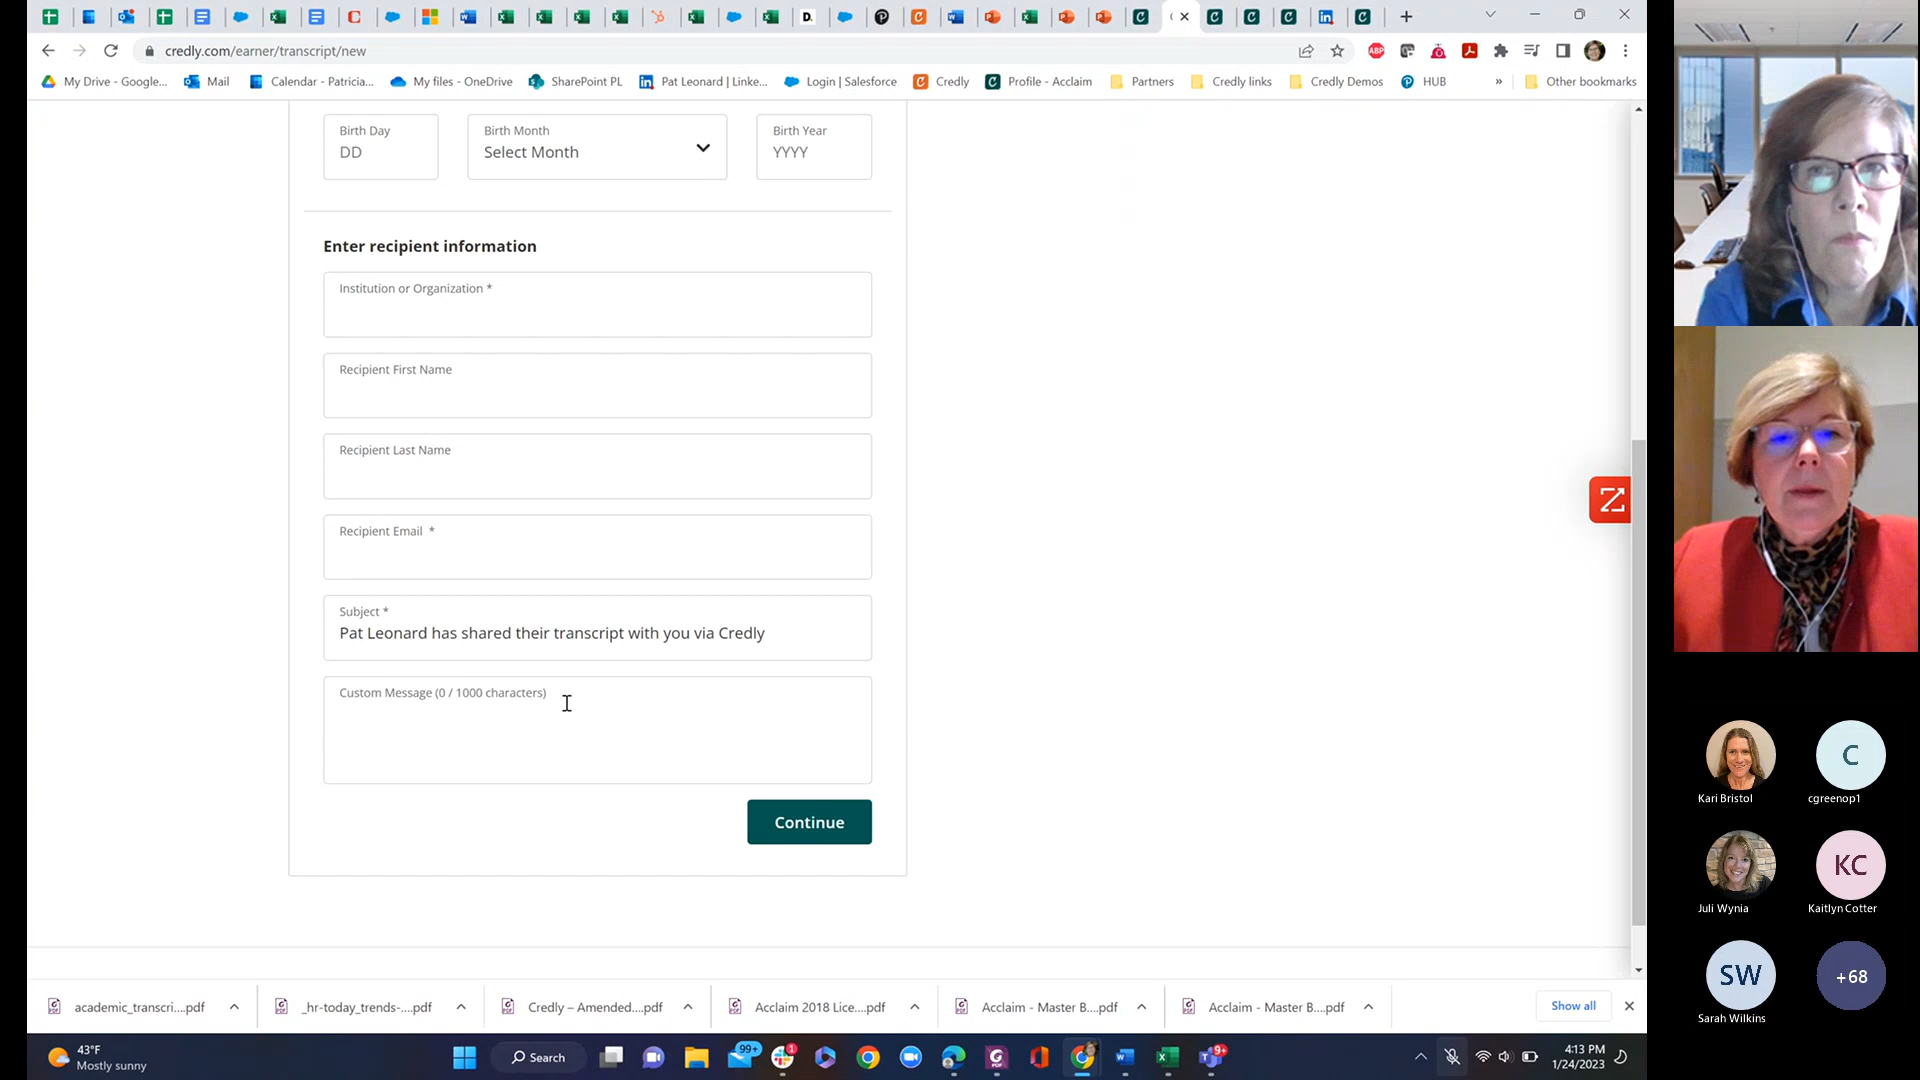 credly.com/earner/transcript/new
My Drive - Google...
Mail
Calendar - Patricia...
My files - OneDrive
SharePoint PL
Pat Leonard | Linke...
Login | Salesforce
Credly
Profile - Acclaim
Partners
Credly links
Credly Demos
HUB
»
Other bookmarks
Birth Day
DD
Birth Month
Select Month
Birth Year
YYYY
Enter recipient information
Institution or Organization *
Recipient First Name
Recipient Last Name
Recipient Email *
Subject *
Pat Leonard has shared their transcript with you via Credly
Custom Message (0 / 1000 characters)
Continue
Kari Bristol
C
cgreenop1
Juli Wynia
KC
Kaitlyn Cotter
SW
Sarah Wilkins
+68
academic_transcri....pdf
_hr-today_trends-....pdf
Credly – Amended....pdf
Acclaim 2018 Lice....pdf
Acclaim - Master B....pdf
Acclaim - Master B....pdf
Show all
43°F
Mostly sunny
Search
99+
1
9+
4:13 PM
1/24/2023